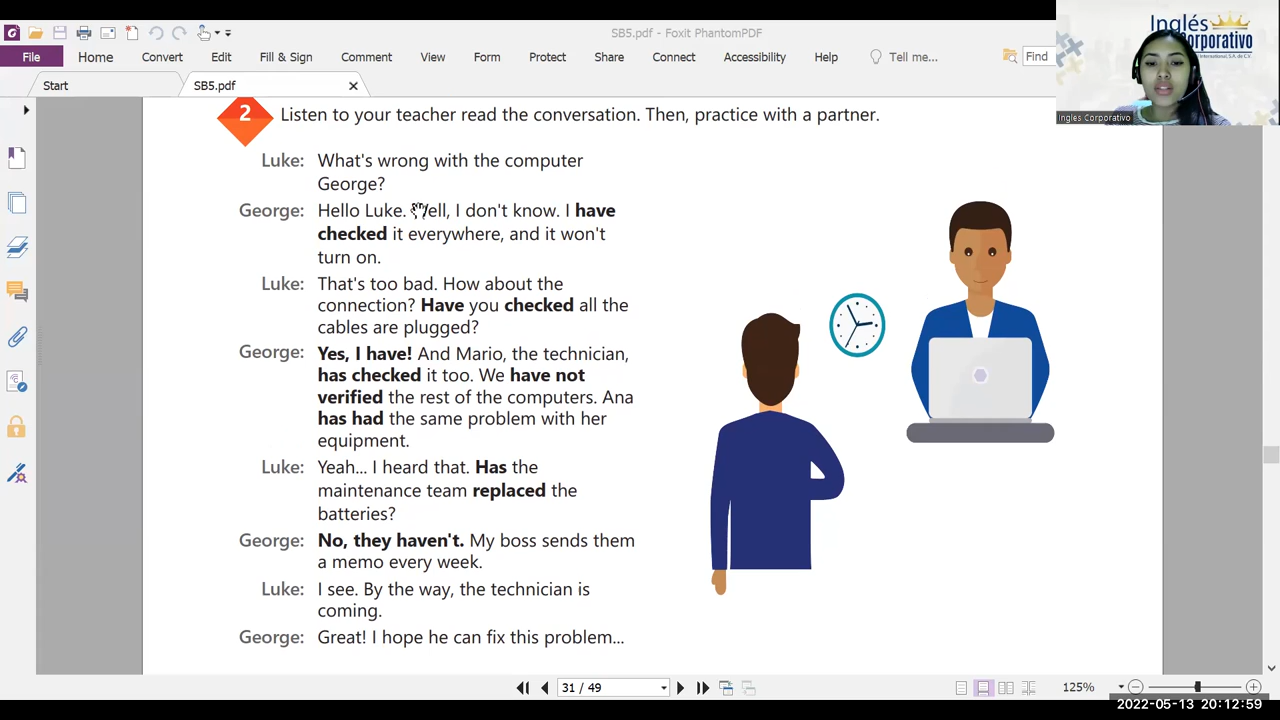 SB5.pdf - Foxit PhantomPDF
File Home Convert Edit Fill & Sign Comment View Form Protect Share Connect Accessibility Help Tell me... Find
Inglés
Corporativo
International, S.A. de C.V.
Ingles Corporativo
Start SB5.pdf
2 Listen to your teacher read the conversation. Then, practice with a partner.
Luke: What's wrong with the computer
George?
George: Hello Luke. Well, I don't know. I have
checked it everywhere, and it won't
turn on.
Luke: That's too bad. How about the
connection? Have you checked all the
cables are plugged?
George: Yes, I have! And Mario, the technician,
has checked it too. We have not
verified the rest of the computers. Ana
has had the same problem with her
equipment.
Luke: Yeah... I heard that. Has the
maintenance team replaced the
batteries?
George: No, they haven't. My boss sends them
a memo every week.
Luke: I see. By the way, the technician is
coming.
George: Great! I hope he can fix this problem...
31 / 49
125%
2022-05-13 20:12:59